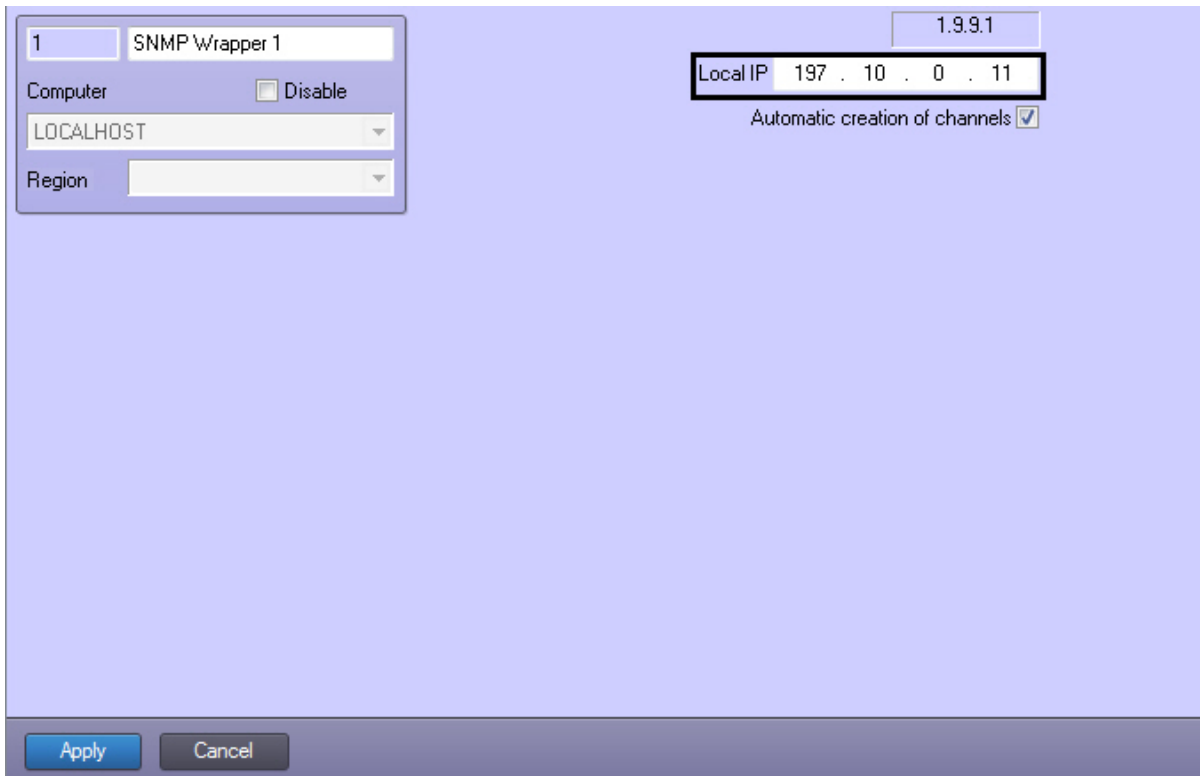 1 SNMP Wrapper 1
Computer Disable
LOCALHOST
Region
1.9.9.1
Local IP 197 . 10 . 0 . 11
Automatic creation of channels
Apply Cancel